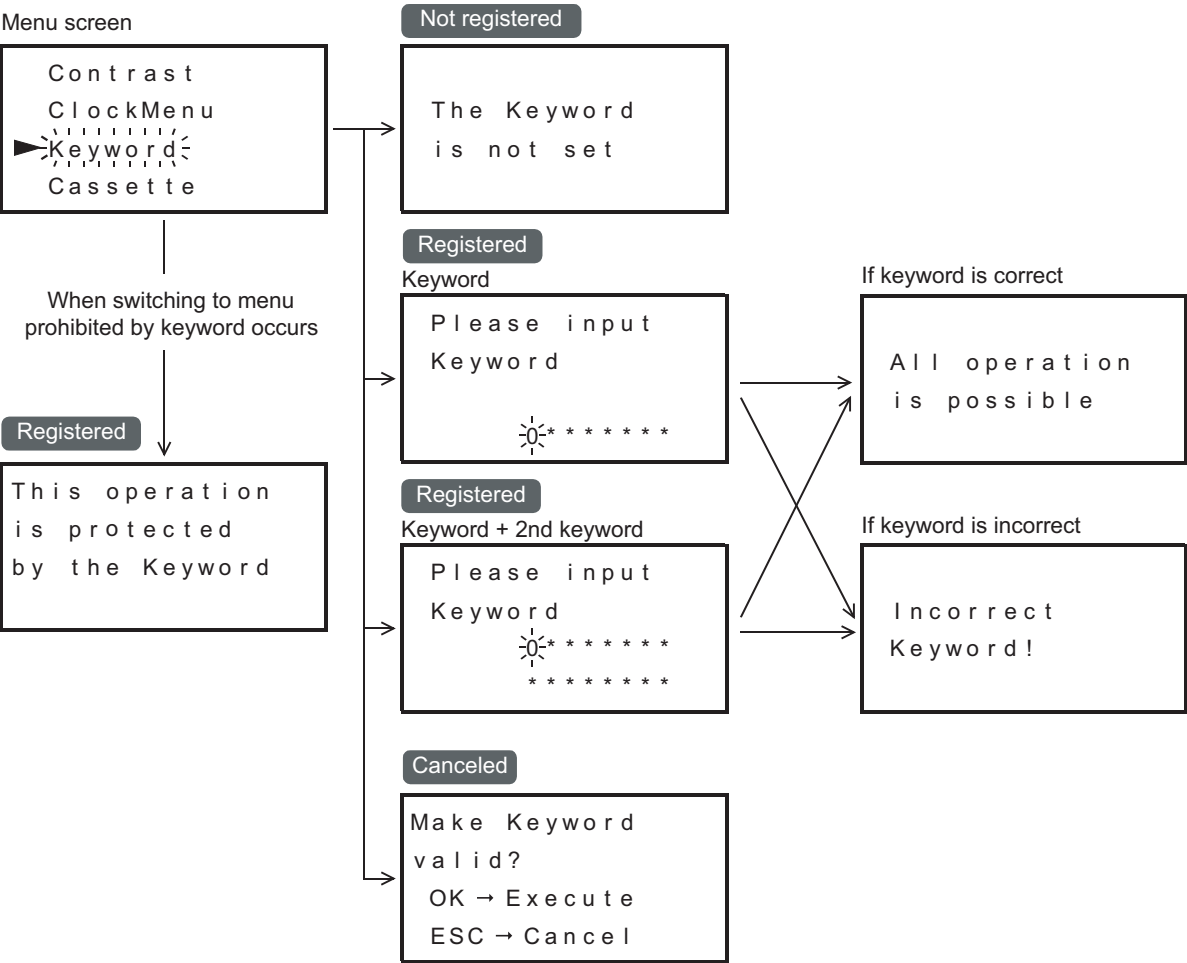 Menu screen
Contrast
ClockMenu
Keyword
Cassette
When switching to menu
prohibited by keyword occurs
Registered
This operation
is protected
by the Keyword
Not registered
The Keyword
is not set
Registered
Keyword
Please input
Keyword
0*******
Registered
Keyword + 2nd keyword
Please input
Keyword
0*******
********
Canceled
Make Keyword
valid?
OK → Execute
ESC → Cancel
If keyword is correct
All operation
is possible
If keyword is incorrect
Incorrect
Keyword!